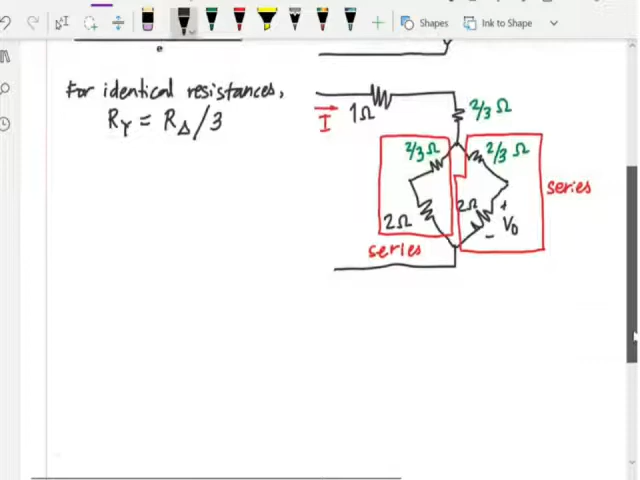 Shapes
Ink to Shape
e
For identical resistances,
R_Y = R_Δ/3
1Ω
I
2/3 Ω
2/3 Ω
2/3 Ω
2Ω
2Ω
+
V_0
-
series
series